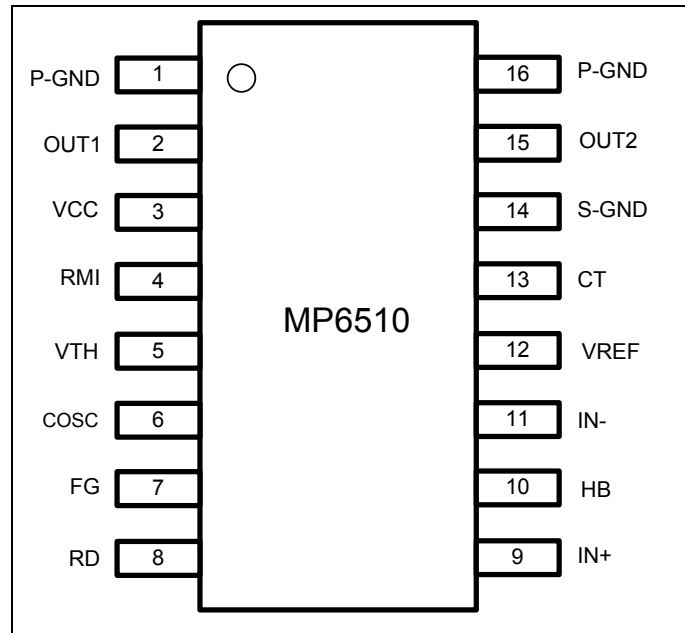 P-GND 1 16 P-GND
OUT1 2 15 OUT2
VCC 3 14 S-GND
RMI 4 13 CT
MP6510
VTH 5 12 VREF
COSC 6 11 IN-
FG 7 10 HB
RD 8 9 IN+